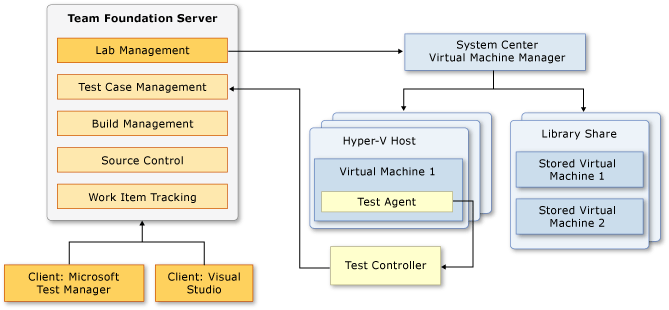 Team Foundation Server
Lab Management
Test Case Management
Build Management
Source Control
Work Item Tracking
Client: Microsoft
Test Manager
Client: Visual
Studio
System Center
Virtual Machine Manager
Hyper-V Host
Virtual Machine 1
Test Agent
Test Controller
Library Share
Stored Virtual
Machine 1
Stored Virtual
Machine 2